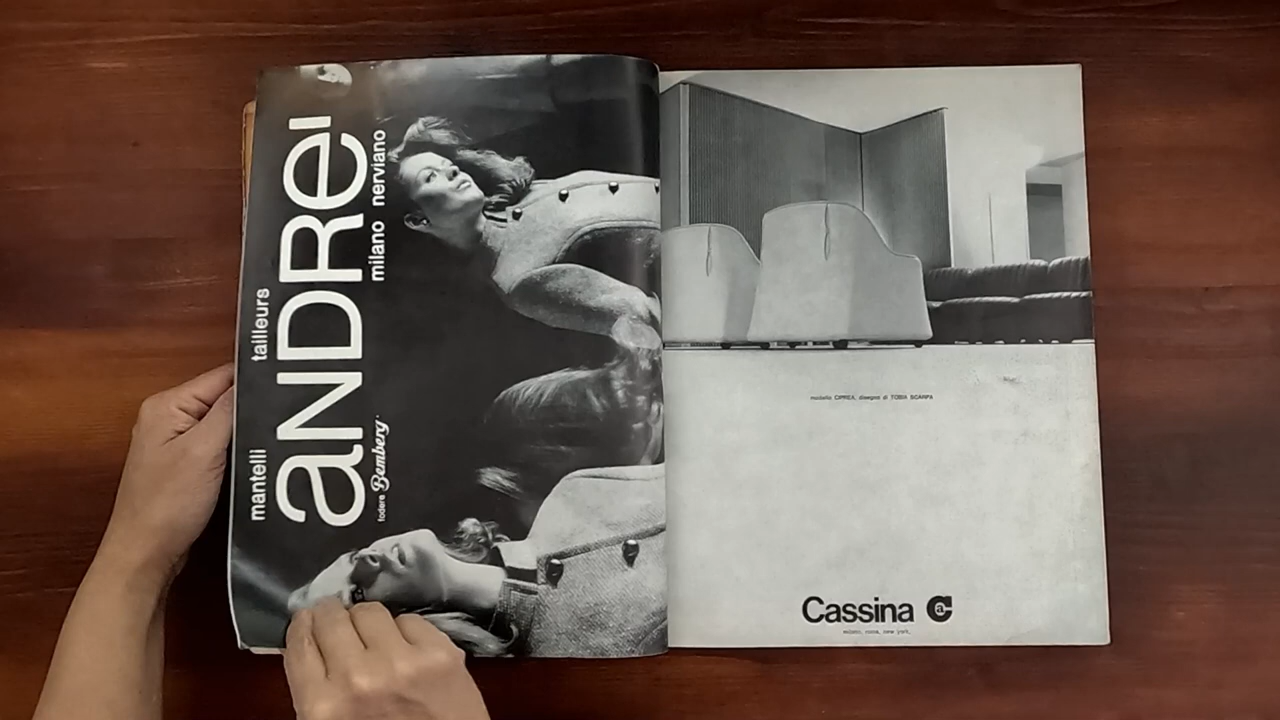 mantelli tailleurs
aNDRei
milano nerviano
fodere Bemberg
modello CIPREA, disegno di TOBIA SCARPA
Cassina
milano, roma, new york,